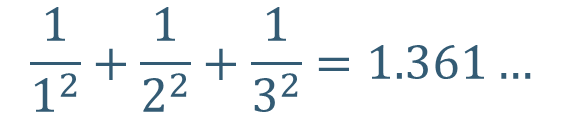 1/1² + 1/2² + 1/3² = 1.361 …